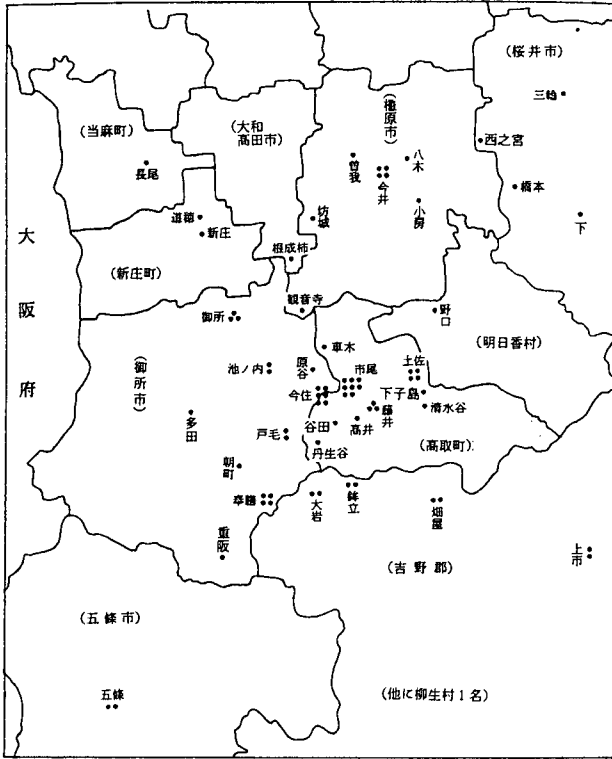 (桜井市)
三輪
西之宮
橋本
下
(橿原市)
八木
曽我
今井
小房
坊城
(大和高田市)
根成柿
(当麻町)
長尾
道穂
新庄
(新庄町)
大阪府
観音寺
野口
(明日香村)
御所
車木
池ノ内
原谷
市尾
土佐
(御所市)
今住
下子島
清水谷
藤井
多田
戸毛
谷田
高井
丹生谷
(高取町)
朝町
奉膳
大岩
鉾立
畑屋
重阪
上市
(吉野郡)
(五條市)
五條
(他に柳生村1名)